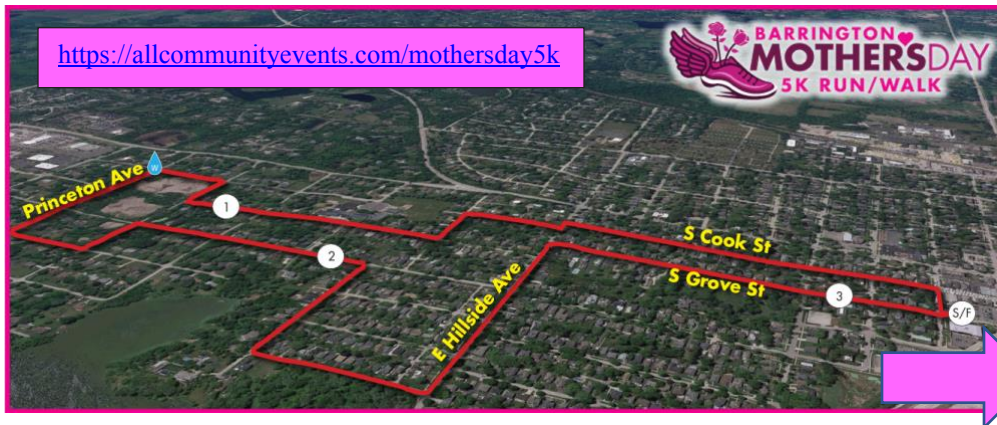 https://allcommunityevents.com/mothersday5k
BARRINGTON
MOTHERSDAY
5K RUN/WALK
W
Princeton Ave
1
S Cook St
2
S Grove St
E Hillside Ave
3
S/F